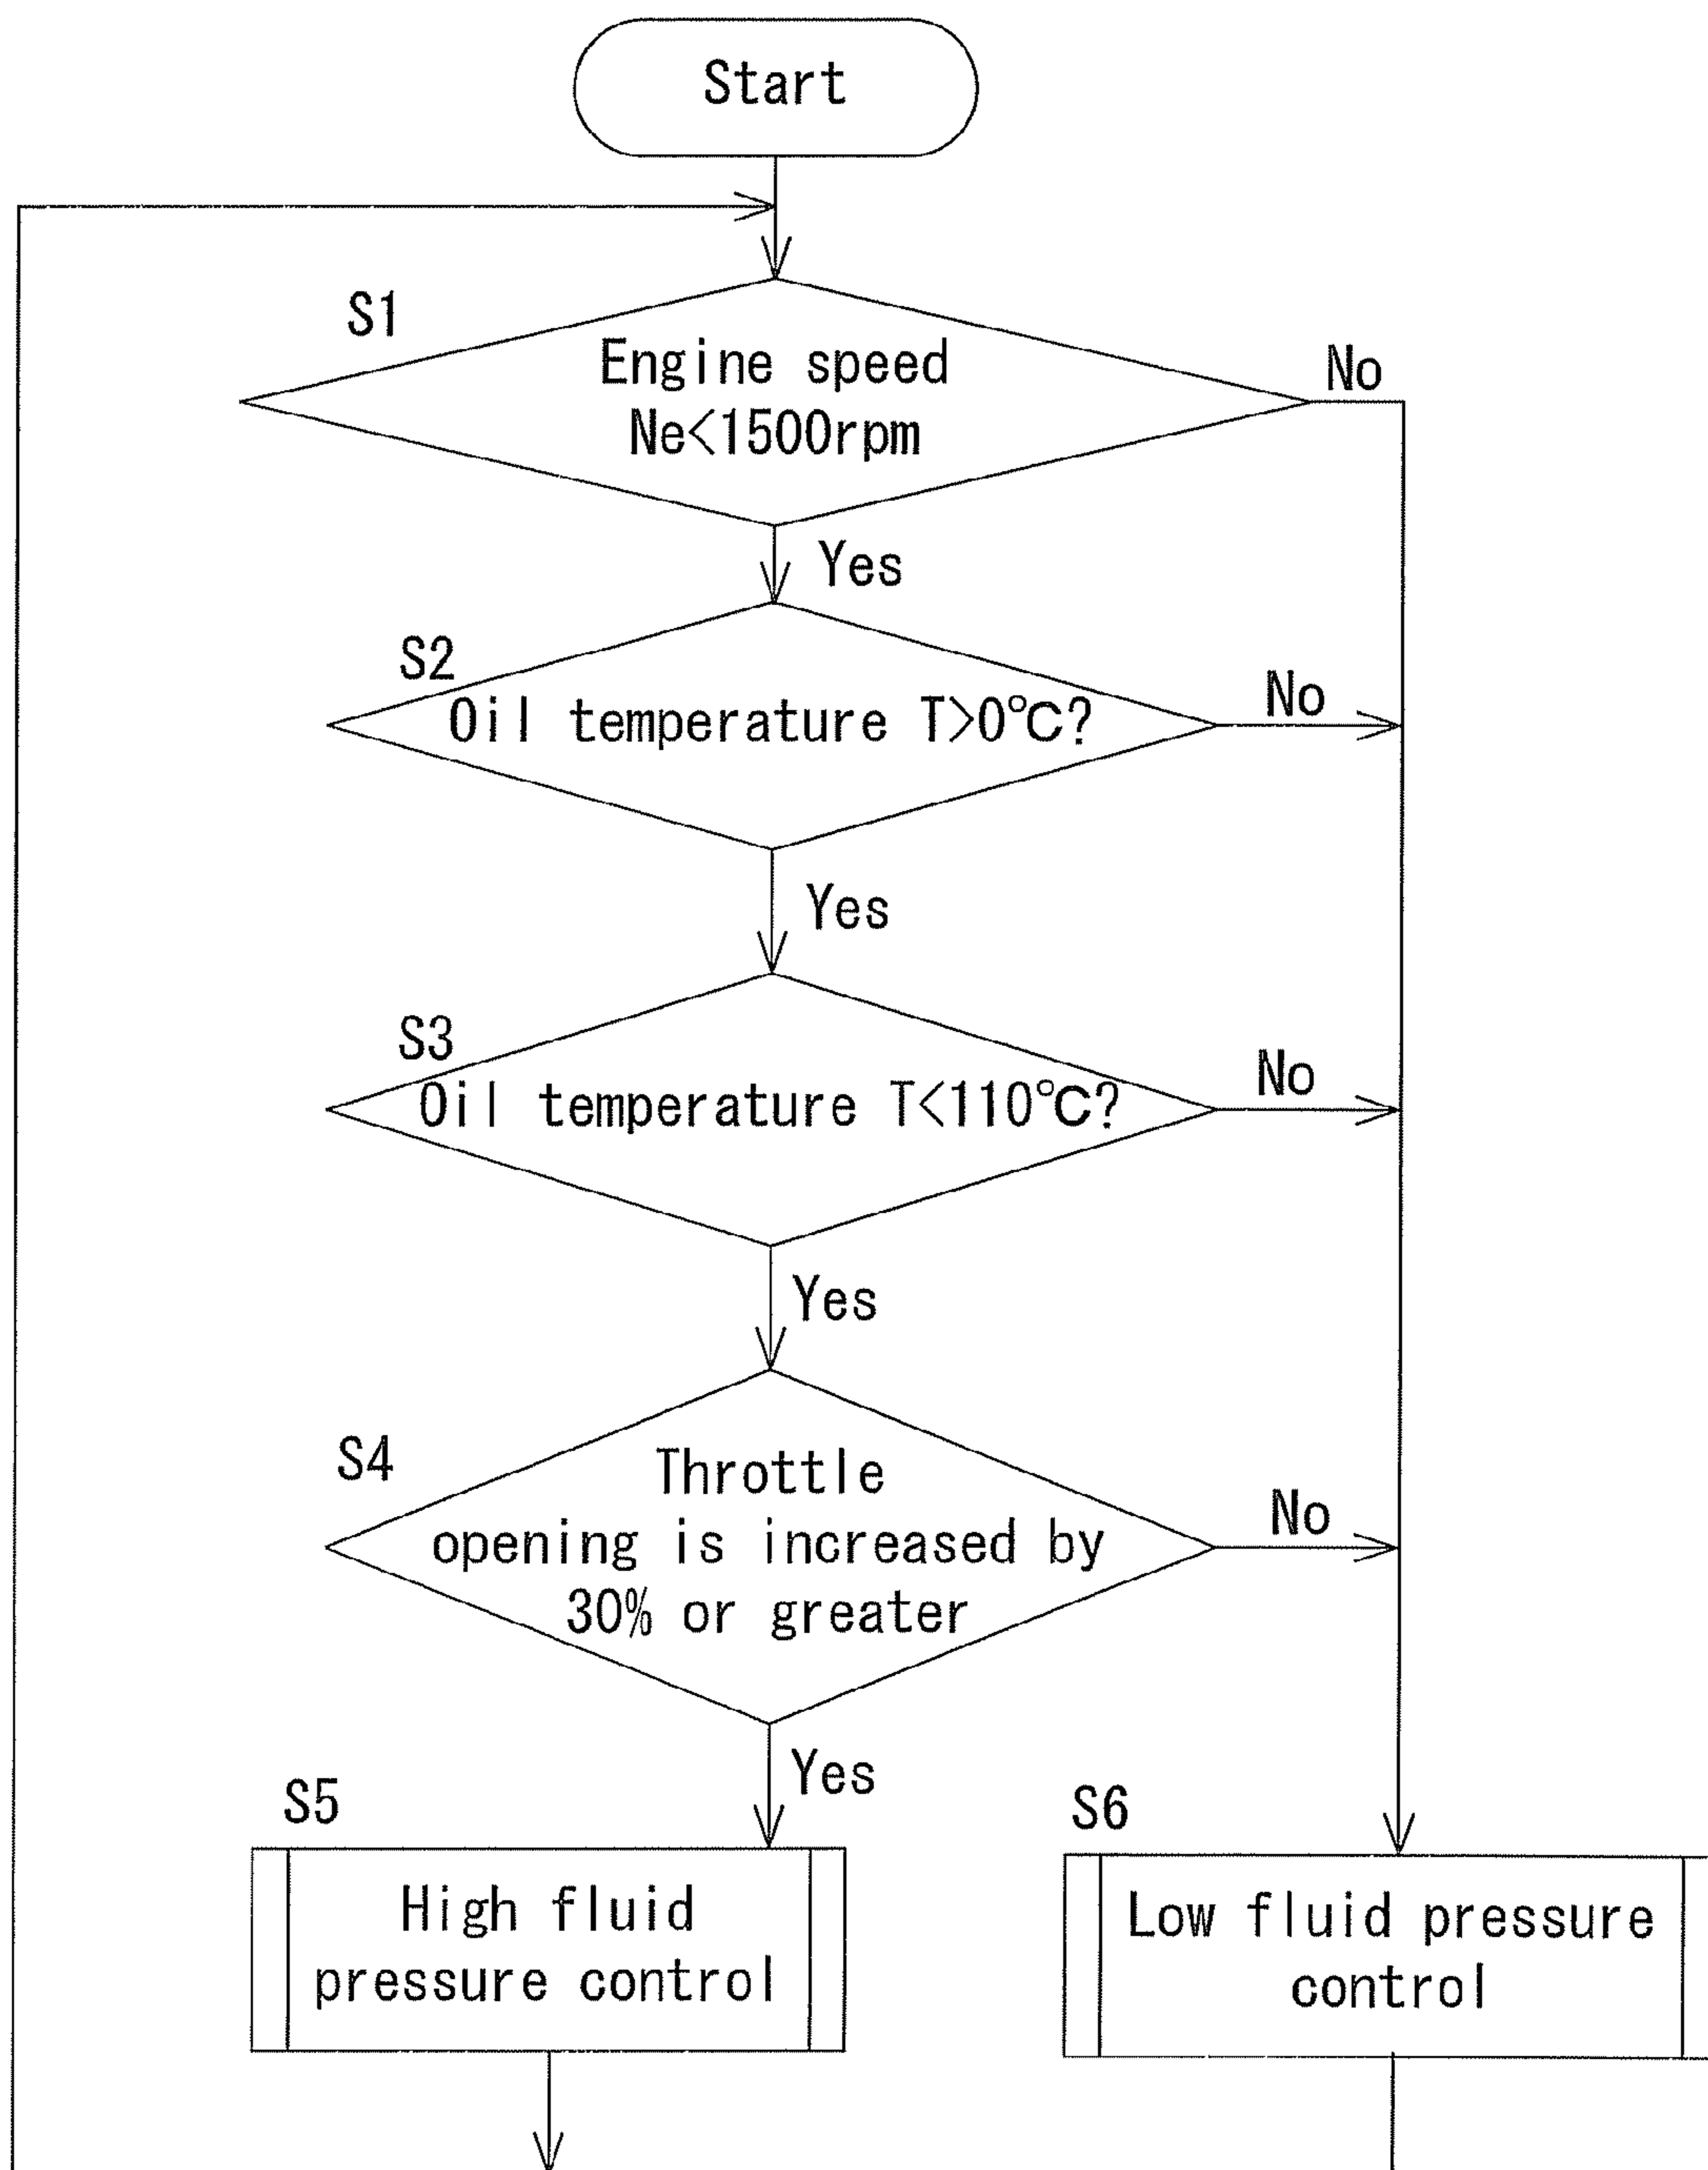 Start
S1
Engine speed
Ne<1500rpm
No
Yes
S2
Oil temperature T>0℃?
No
Yes
S3
Oil temperature T<110℃?
No
Yes
S4
Throttle
opening is increased by
30% or greater
No
Yes
S5
High fluid
pressure control
S6
Low fluid pressure
control